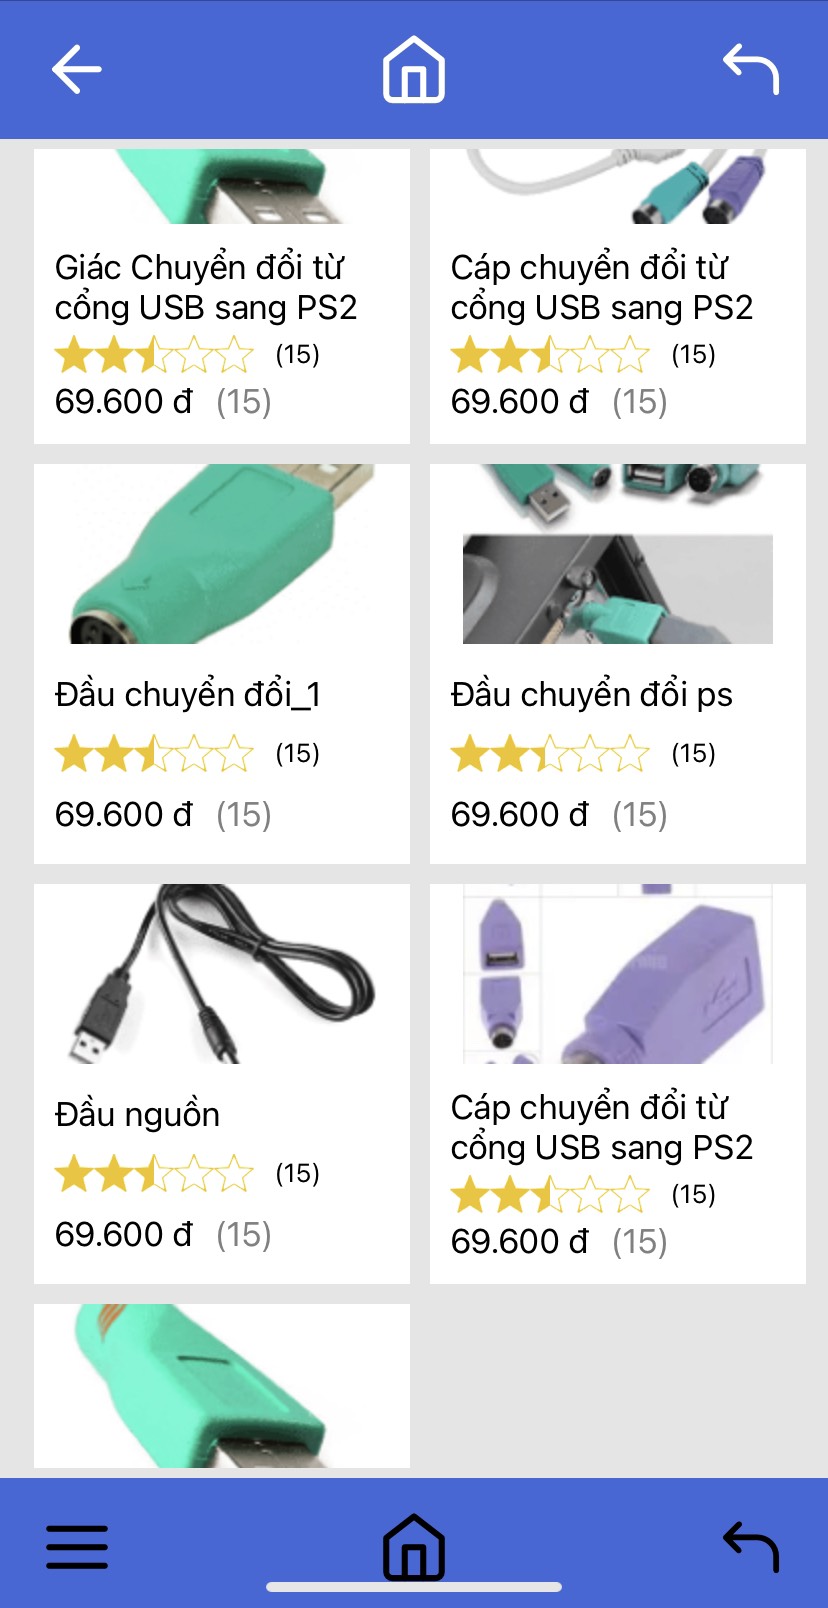 Giác Chuyển đổi từ
cổng USB sang PS2
(15)
69.600 đ (15)
Cáp chuyển đổi từ
cổng USB sang PS2
(15)
69.600 đ (15)
Đầu chuyển đổi_1
(15)
69.600 đ (15)
Đầu chuyển đổi ps
(15)
69.600 đ (15)
Đầu nguồn
(15)
69.600 đ (15)
Cáp chuyển đổi từ
cổng USB sang PS2
(15)
69.600 đ (15)